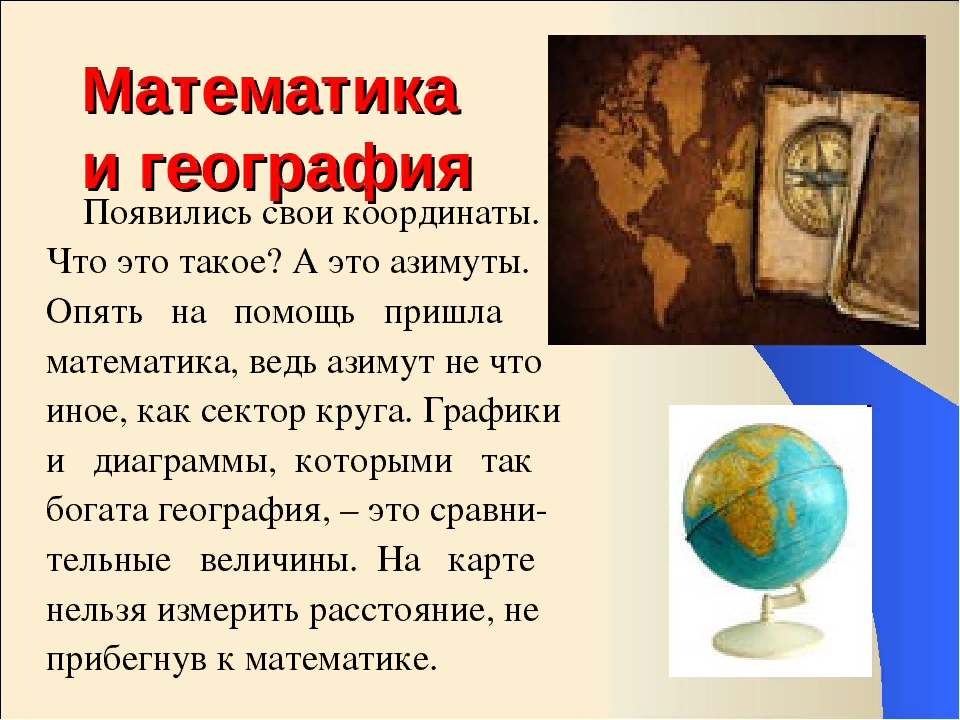 Математика
и география
Появились свои координаты.
Что это такое? А это азимуты.
Опять на помощь пришла
математика, ведь азимут не что
иное, как сектор круга. Графики
и диаграммы, которыми так
богата география, – это сравни-
тельные величины. На карте
нельзя измерить расстояние, не
прибегнув к математике.